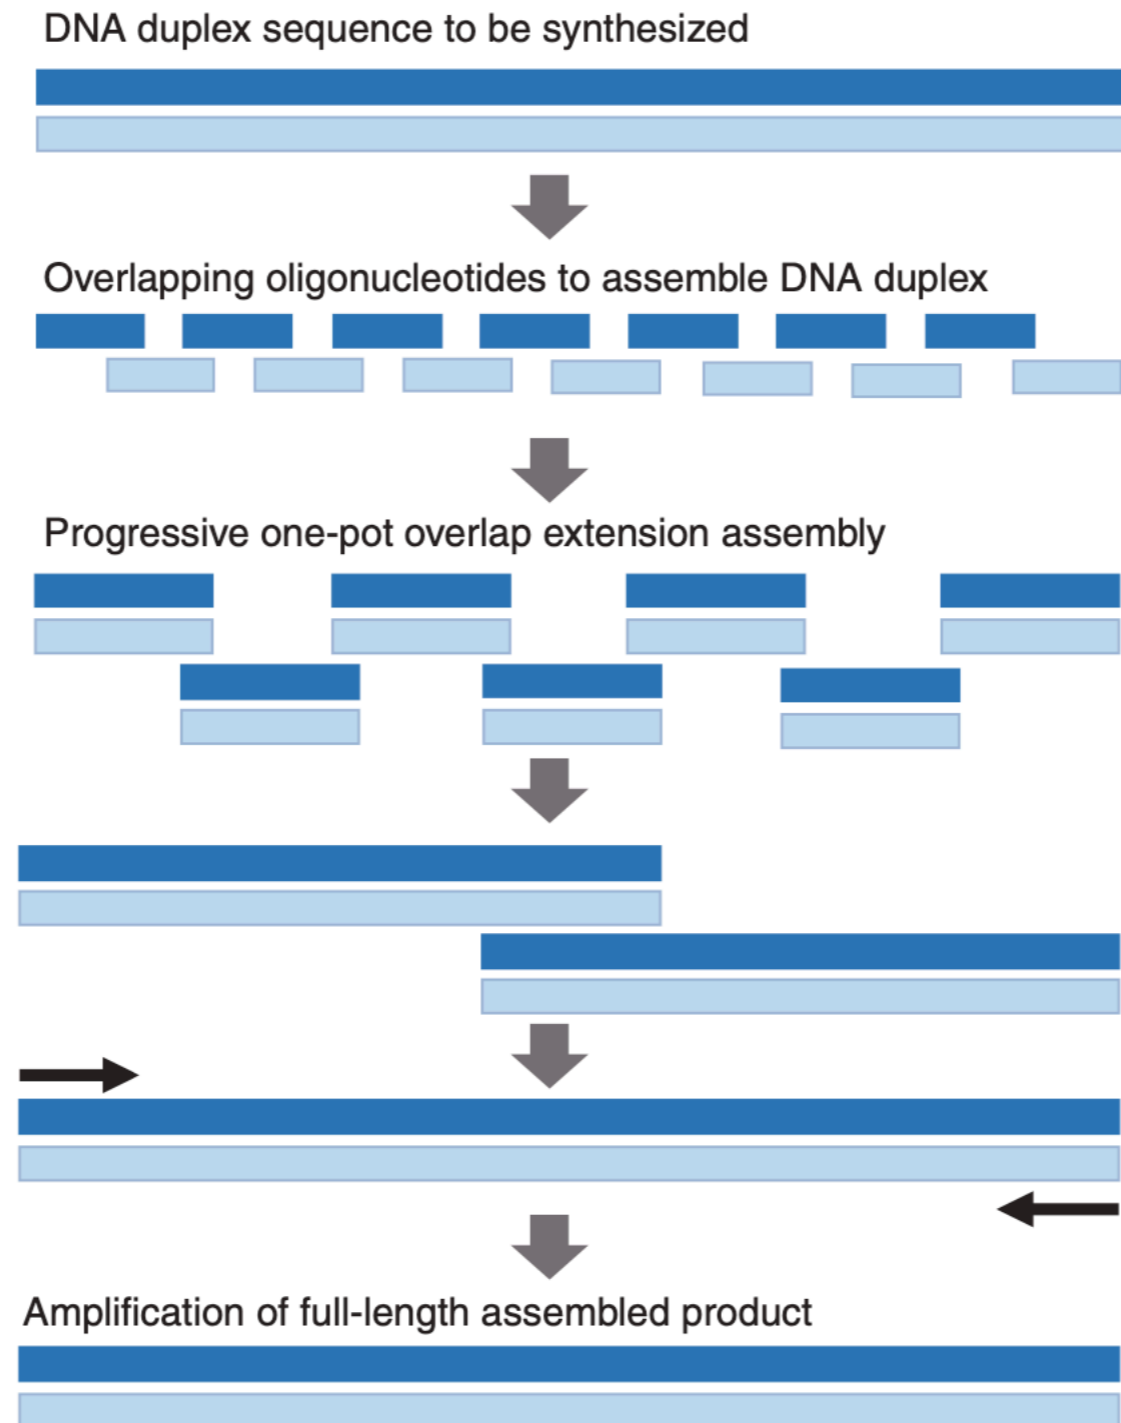 DNA duplex sequence to be synthesized
Overlapping oligonucleotides to assemble DNA duplex
Progressive one-pot overlap extension assembly
Amplification of full-length assembled product